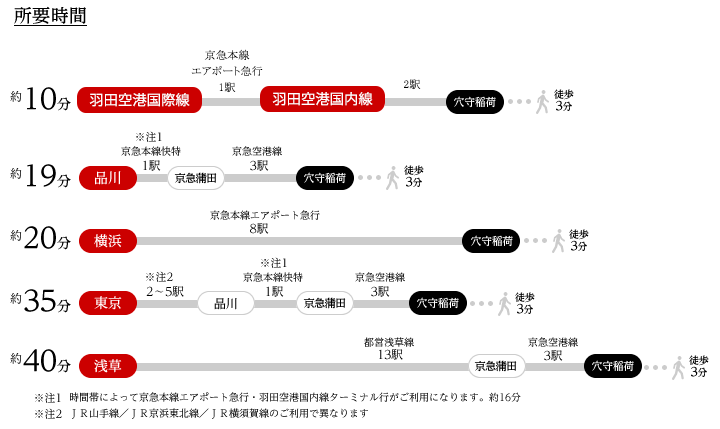 所要時間
京急本線
エアポート急行
1駅
2駅
約10分
羽田空港国際線
羽田空港国内線
穴守稲荷
徒歩
3分
※注1
京急本線快特
1駅
京急空港線
3駅
約19分
品川
京急蒲田
穴守稲荷
徒歩
3分
京急本線エアポート急行
8駅
約20分
横浜
穴守稲荷
徒歩
3分
※注2
2〜5駅
※注1
京急本線快特
1駅
京急空港線
3駅
約35分
東京
品川
京急蒲田
穴守稲荷
徒歩
3分
都営浅草線
13駅
京急空港線
3駅
約40分
浅草
京急蒲田
穴守稲荷
徒歩
3分
※注1 時間帯によって京急本線エアポート急行・羽田空港国内線ターミナル行がご利用になります。約16分
※注2 ＪＲ山手線／ＪＲ京浜東北線／ＪＲ横須賀線のご利用で異なります